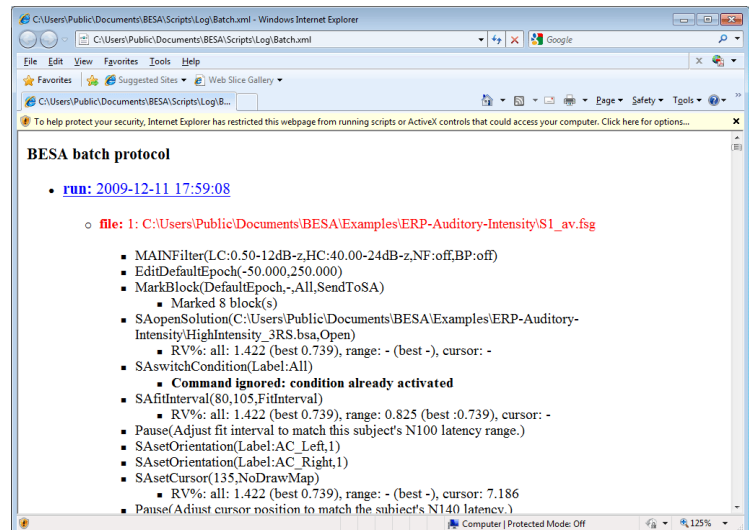 C:\Users\Public\Documents\BESA\Scripts\Log\Batch.xml - Windows Internet Explorer
C:\Users\Public\Documents\BESA\Scripts\Log\Batch.xml
Google
File Edit View Favorites Tools Help
Favorites Suggested Sites Web Slice Gallery
C:\Users\Public\Documents\BESA\Scripts\Log\B...
Page Safety Tools
To help protect your security, Internet Explorer has restricted this webpage from running scripts or ActiveX controls that could access your computer. Click here for options...
BESA batch protocol
run: 2009-12-11 17:59:08
file: 1: C:\Users\Public\Documents\BESA\Examples\ERP-Auditory-Intensity\S1_av.fsg
MAINFilter(LC:0.50-12dB-z,HC:40.00-24dB-z,NF:off,BP:off)
EditDefaultEpoch(-50.000,250.000)
MarkBlock(DefaultEpoch,-,All,SendToSA)
Marked 8 block(s)
SAopenSolution(C:\Users\Public\Documents\BESA\Examples\ERP-Auditory-
Intensity\HighIntensity_3RS.bsa,Open)
RV%: all: 1.422 (best 0.739), range: - (best -), cursor: -
SAswitchCondition(Label:All)
Command ignored: condition already activated
SAfitInterval(80,105,FitInterval)
RV%: all: 1.422 (best 0.739), range: 0.825 (best :0.739), cursor: -
Pause(Adjust fit interval to match this subject's N100 latency range.)
SAsetOrientation(Label:AC_Left,1)
SAsetOrientation(Label:AC_Right,1)
SAsetCursor(135,NoDrawMap)
RV%: all: 1.422 (best 0.739), range: - (best -), cursor: 7.186
Pause(Adjust cursor position to match the subject's N140 latency.)
Computer | Protected Mode: Off
125%